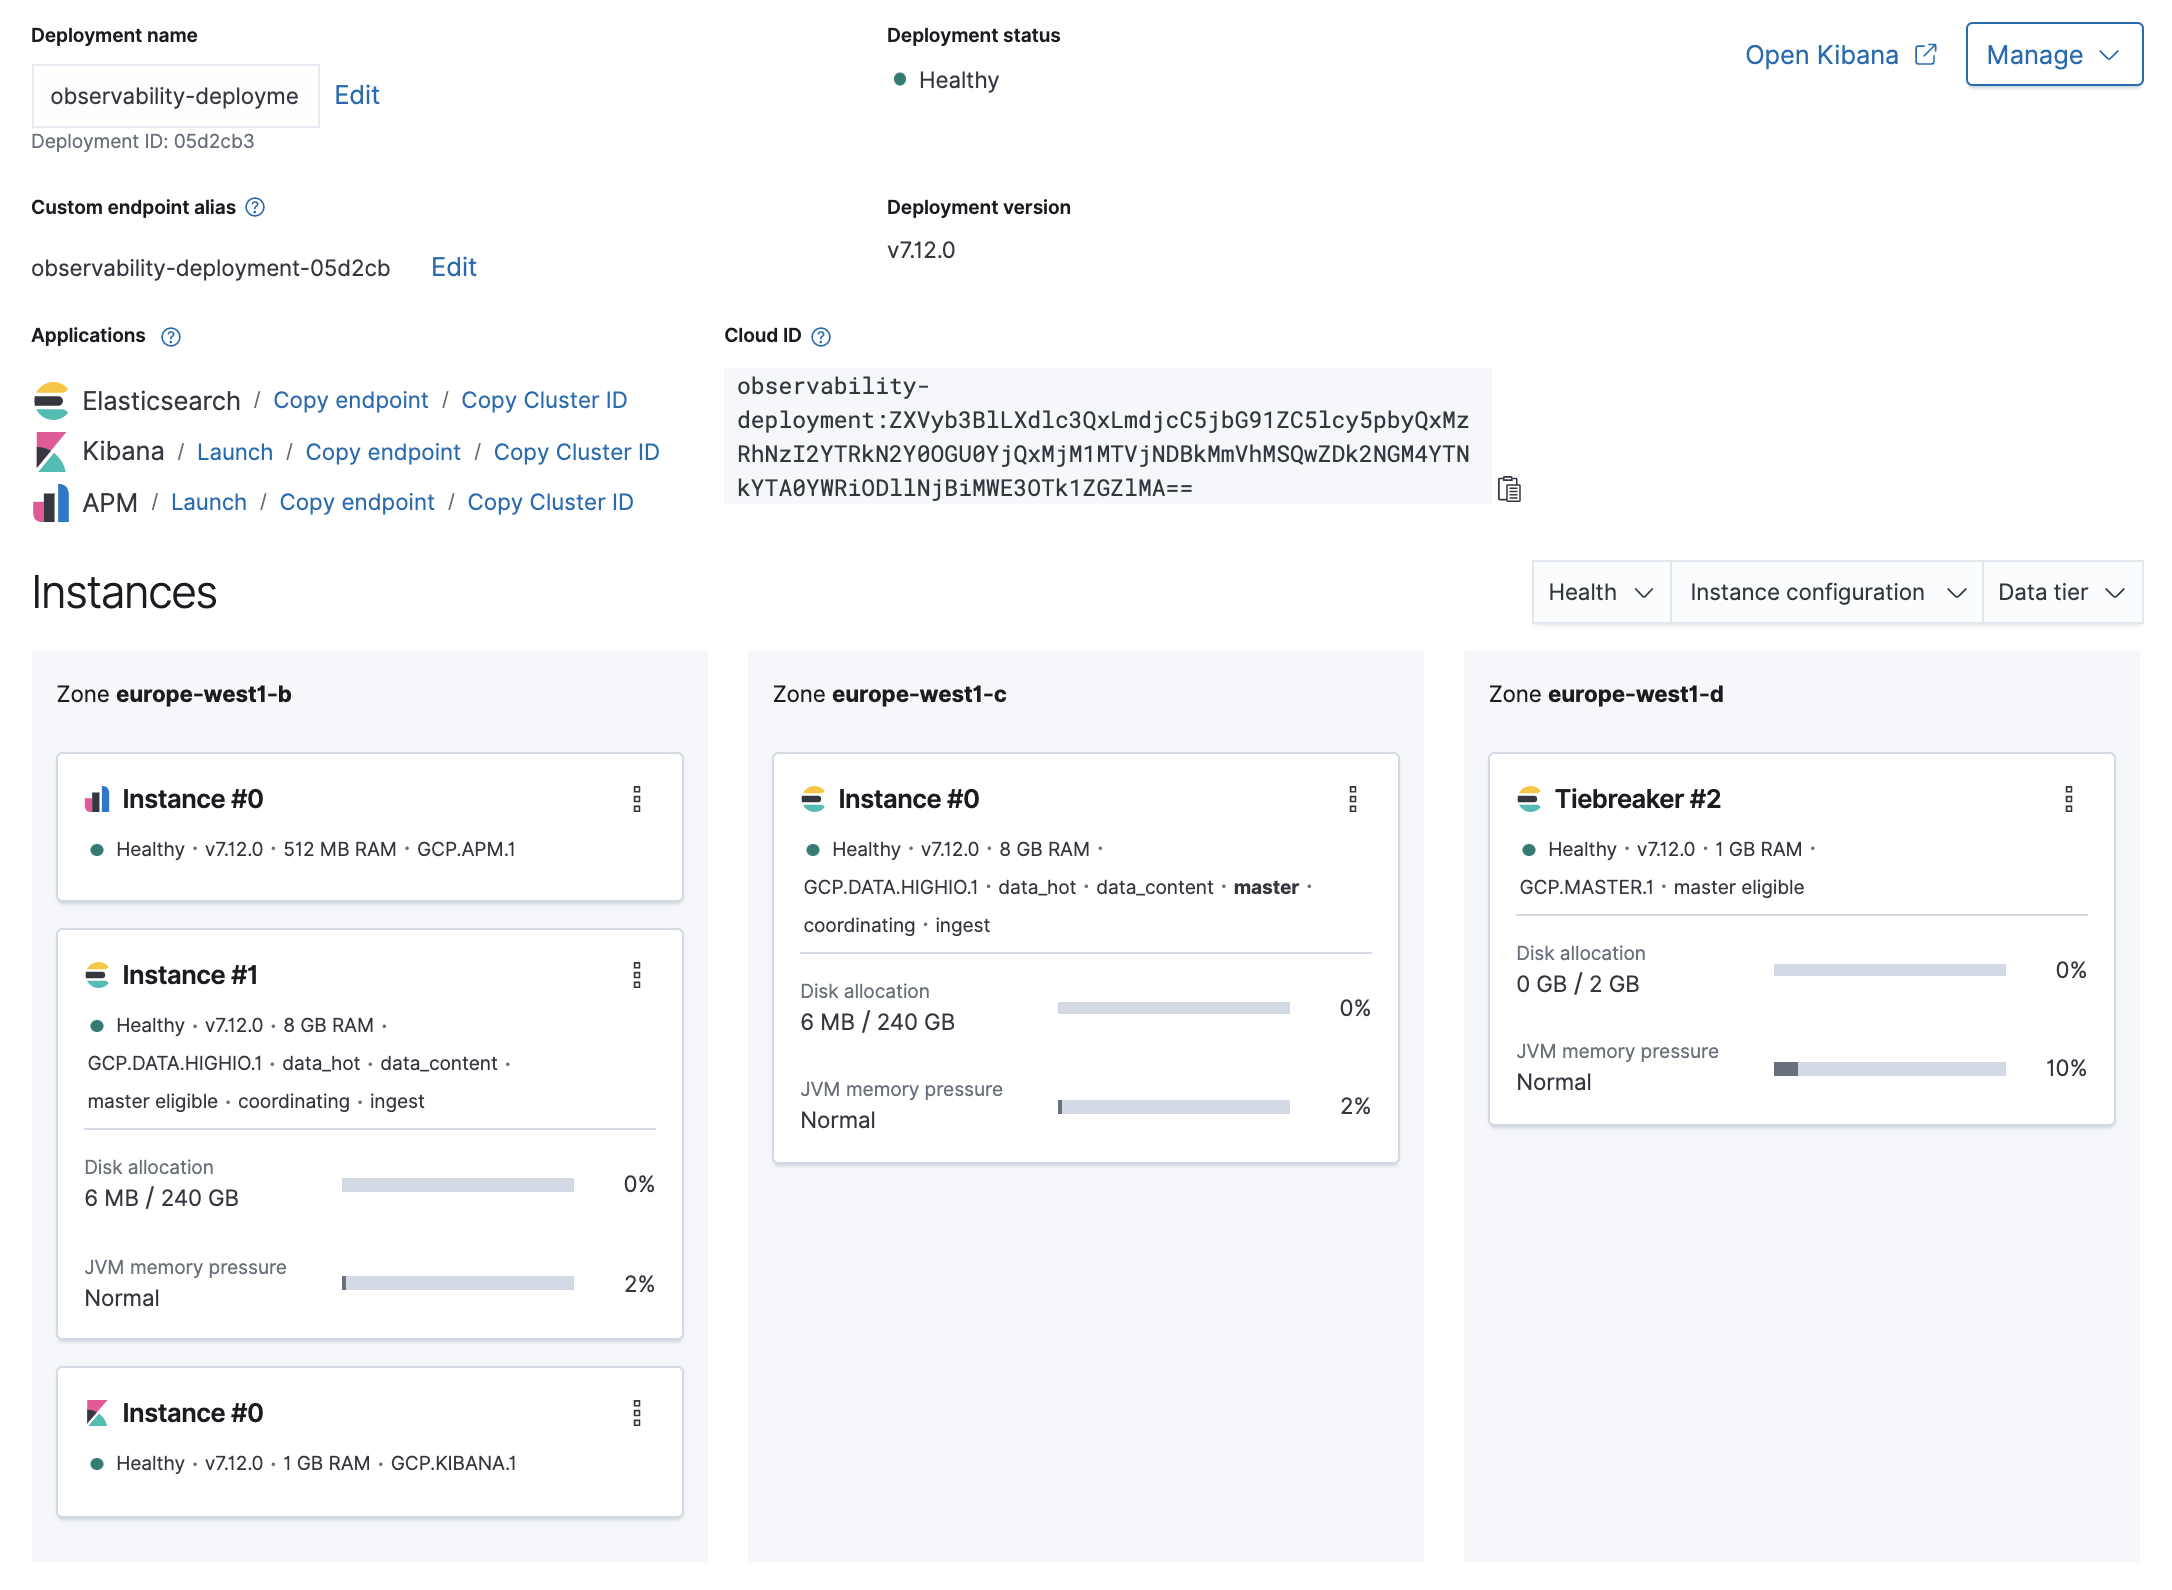 Deployment name
Deployment status
Open Kibana
Manage
observability-deployme
Edit
Healthy
Deployment ID: 05d2cb3
Custom endpoint alias
Deployment version
observability-deployment-05d2cb
Edit
v7.12.0
Applications
Cloud ID
Elasticsearch / Copy endpoint / Copy Cluster ID
Kibana / Launch / Copy endpoint / Copy Cluster ID
APM / Launch / Copy endpoint / Copy Cluster ID
observability-
deployment:ZXVyb3BlLXdlc3QxLmdjcC5jbG91ZC5lcy5pbyQxMz
RhNzI2YTRkN2Y0OGU0YjQxMjM1MTVjNDBkMmVhMSQwZDk2NGM4YTN
kYTA0YWRiODllNjBiMWE3OTk1ZGZlMA==
Instances
Health
Instance configuration
Data tier
Zone europe-west1-b
Instance #0
Healthy · v7.12.0 · 512 MB RAM · GCP.APM.1
Instance #1
Healthy · v7.12.0 · 8 GB RAM ·
GCP.DATA.HIGHIO.1 · data_hot · data_content ·
master eligible · coordinating · ingest
Disk allocation
6 MB / 240 GB
0%
JVM memory pressure
Normal
2%
Instance #0
Healthy · v7.12.0 · 1 GB RAM · GCP.KIBANA.1
Zone europe-west1-c
Instance #0
Healthy · v7.12.0 · 8 GB RAM ·
GCP.DATA.HIGHIO.1 · data_hot · data_content · master ·
coordinating · ingest
Disk allocation
6 MB / 240 GB
0%
JVM memory pressure
Normal
2%
Zone europe-west1-d
Tiebreaker #2
Healthy · v7.12.0 · 1 GB RAM ·
GCP.MASTER.1 · master eligible
Disk allocation
0 GB / 2 GB
0%
JVM memory pressure
Normal
10%